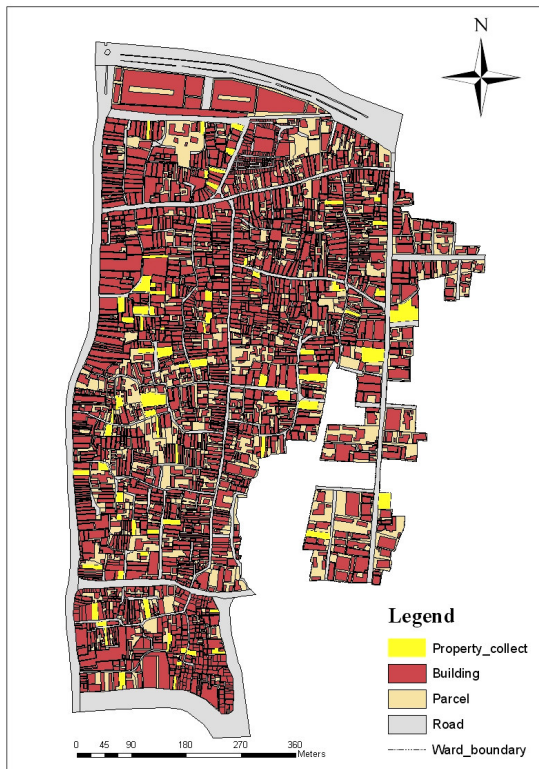 N
Legend
Property_collect
Building
Parcel
Road
Ward_boundary
0 45 90 180 270 360
Meters